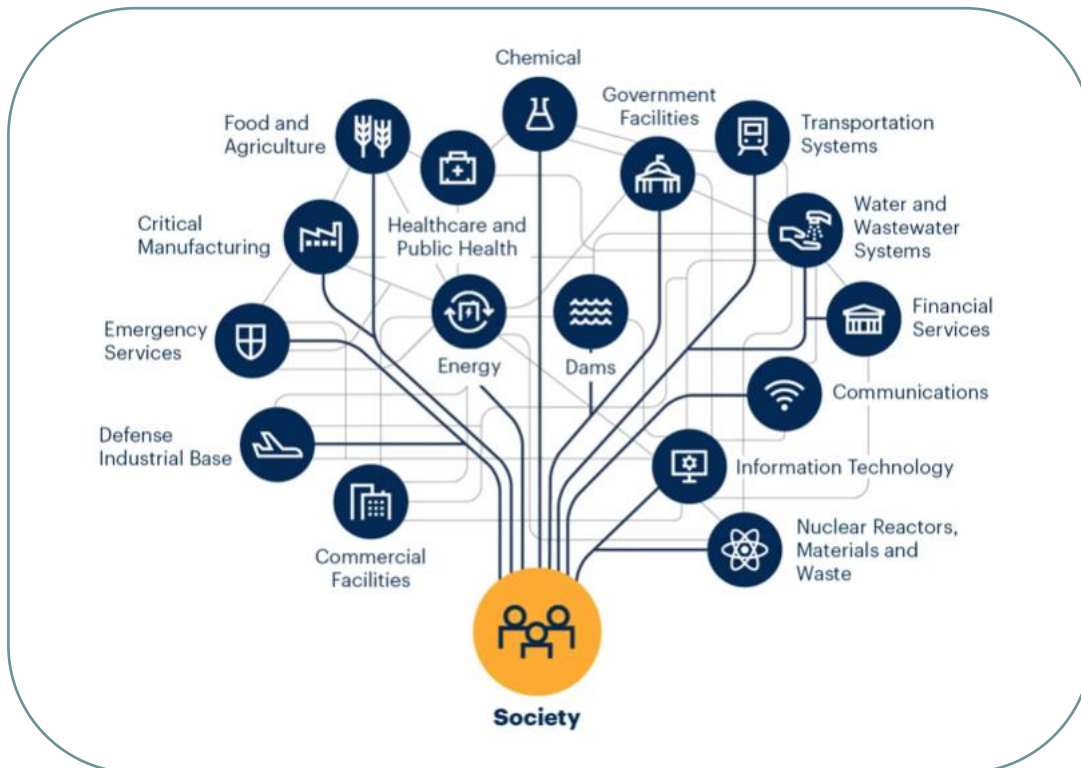 Chemical
Government
Facilities
Transportation
Systems
Food and
Agriculture
Water and
Wastewater
Systems
Critical
Manufacturing
Healthcare and
Public Health
Financial
Services
Emergency
Services
Energy
Dams
Communications
Defense
Industrial Base
Information Technology
Nuclear Reactors,
Materials and
Waste
Commercial
Facilities
Society